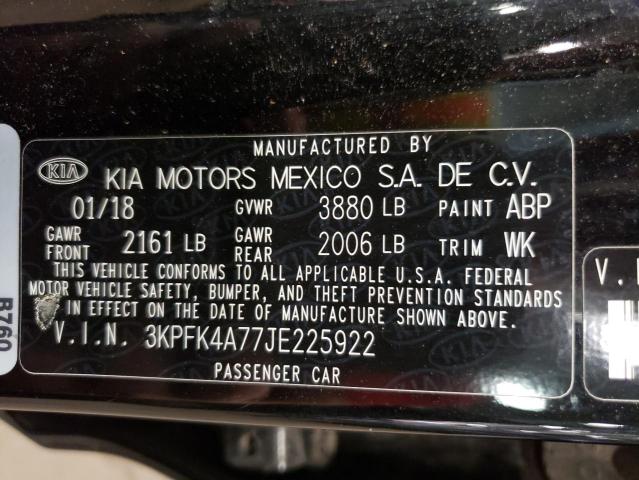 MANUFACTURED BY
KIA KIA MOTORS MEXICO S.A. DE C.V.
01/18 GVWR 3880 LB PAINT ABP
GAWR FRONT 2161 LB GAWR REAR 2006 LB TRIM WK
THIS VEHICLE CONFORMS TO ALL APPLICABLE U.S.A. FEDERAL
MOTOR VEHICLE SAFETY, BUMPER, AND THEFT PREVENTION STANDARDS
IN EFFECT ON THE DATE OF MANUFACTURE SHOWN ABOVE.
V.I.N. 3KPFK4A77JE225922
PASSENGER CAR
B760